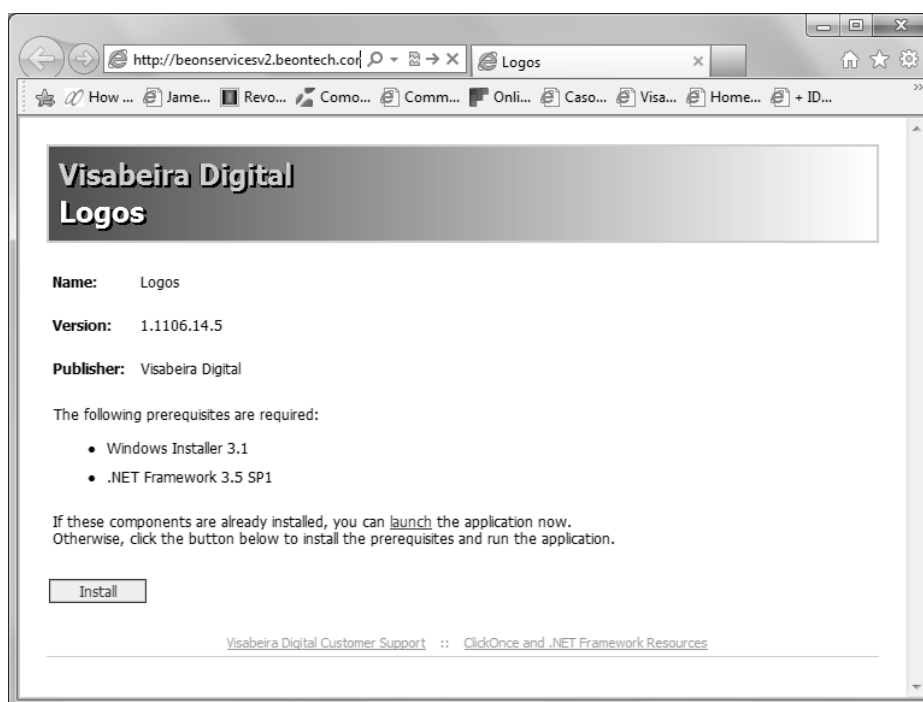 http://beonservicesv2.beontech.cor
Logos
How ...
Jame...
Revo...
Como...
Comm...
Onli...
Caso...
Visa...
Home...
+ ID...
Visabeira Digital
Logos
Name: Logos
Version: 1.1106.14.5
Publisher: Visabeira Digital
The following prerequisites are required:
• Windows Installer 3.1
• .NET Framework 3.5 SP1
If these components are already installed, you can launch the application now.
Otherwise, click the button below to install the prerequisites and run the application.
Install
Visabeira Digital Customer Support :: ClickOnce and .NET Framework Resources